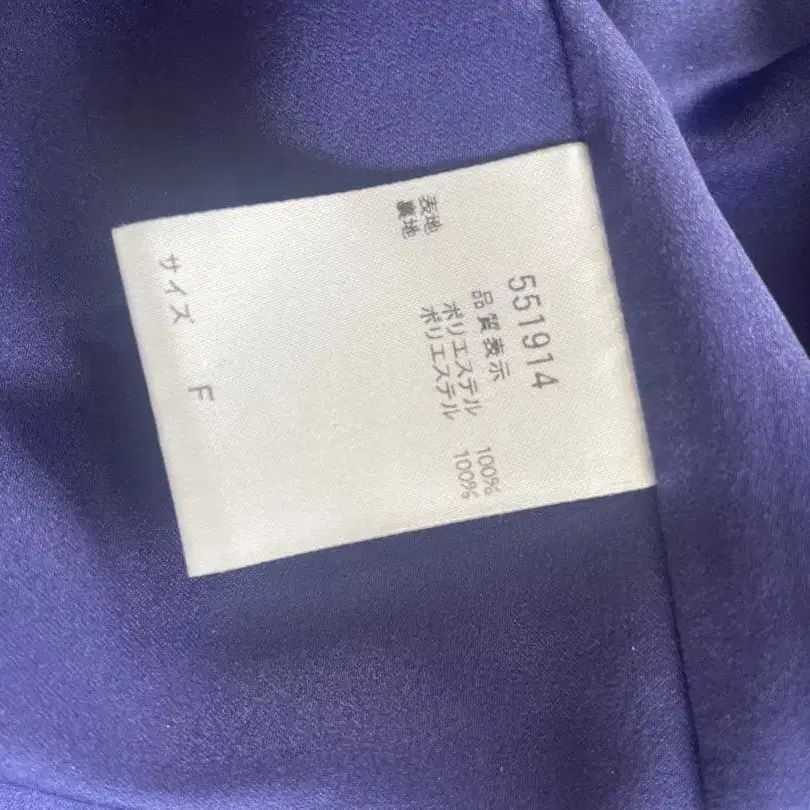 551914
品質表示
表地 ポリエステル 100%
裏地 ポリエステル 100%
サイズ F